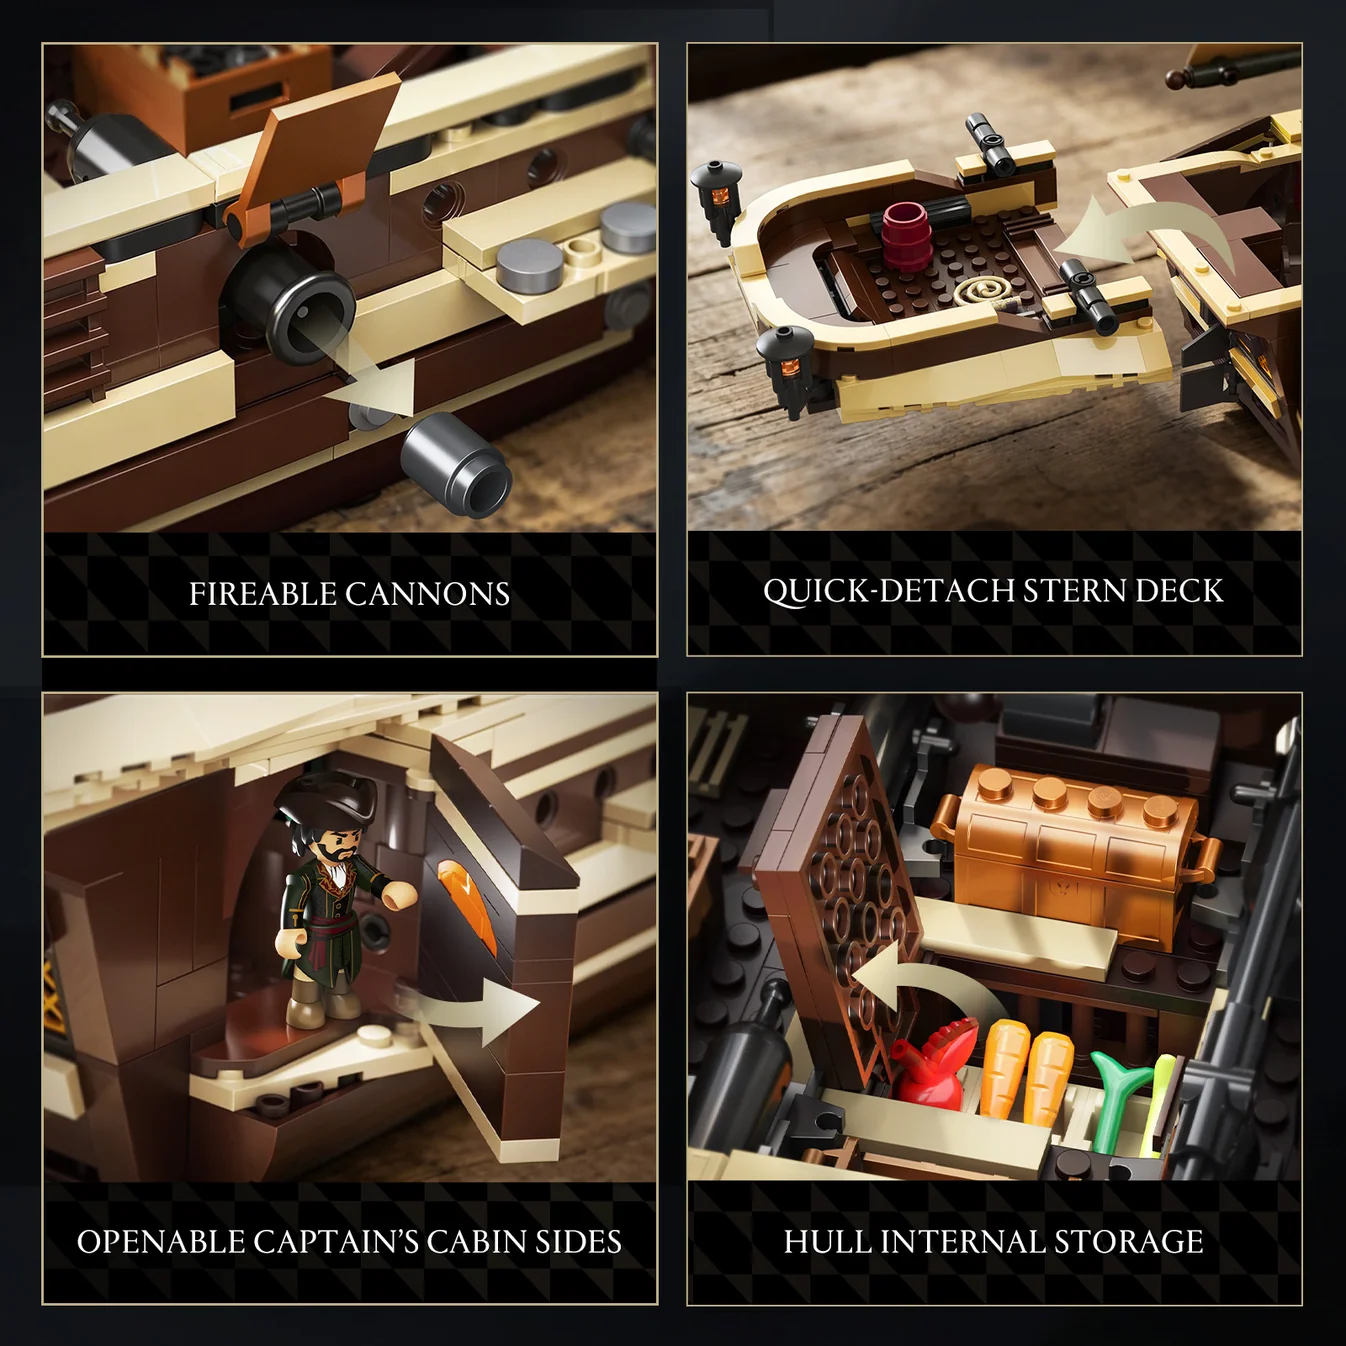 FIREABLE CANNONS
QUICK-DETACH STERN DECK
OPENABLE CAPTAIN’S CABIN SIDES
HULL INTERNAL STORAGE